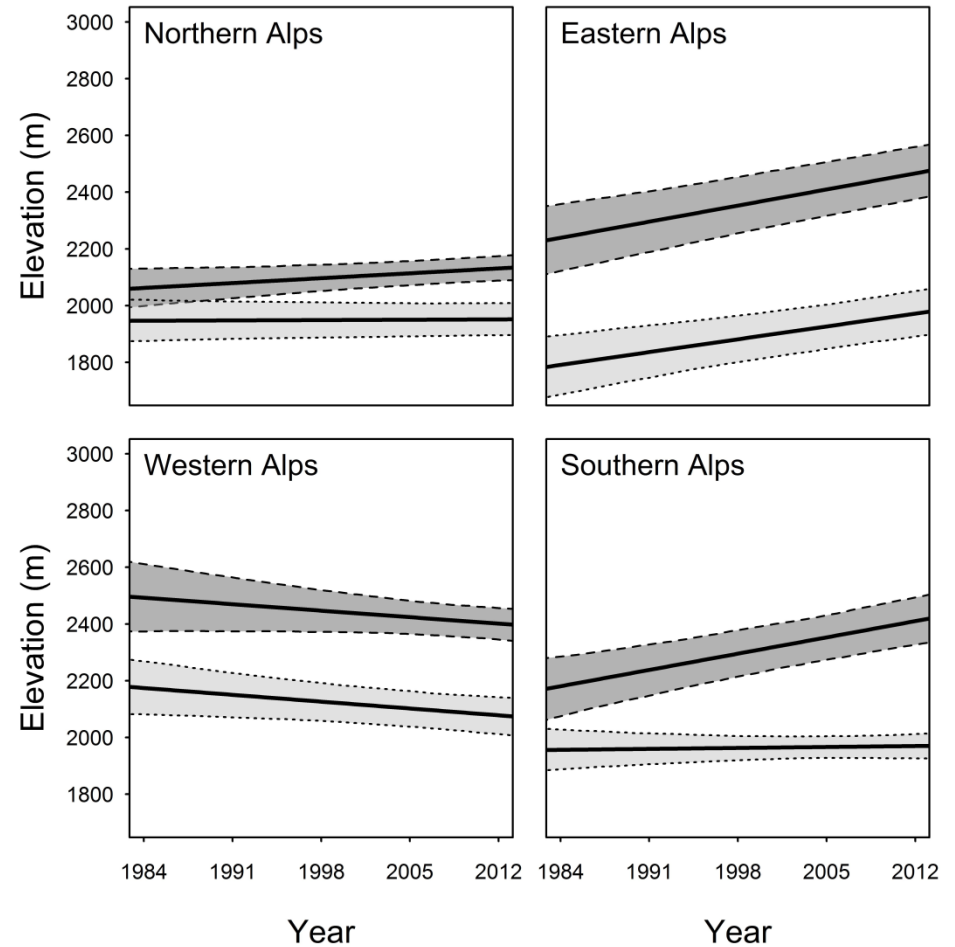 Northern Alps
Eastern Alps
Elevation (m)
3000
2800
2600
2400
2200
2000
1800
Western Alps
Southern Alps
Elevation (m)
3000
2800
2600
2400
2200
2000
1800
1984 1991 1998 2005 2012 1984 1991 1998 2005 2012
Year Year